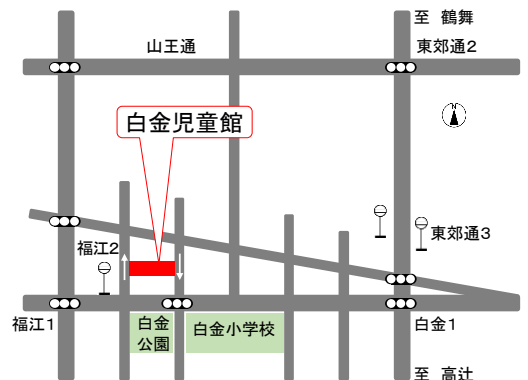 至 鶴舞
山王通
東郊通2
N
白金児童館
福江2
東郊通3
福江1
白金
公園
白金小学校
白金1
至 高辻